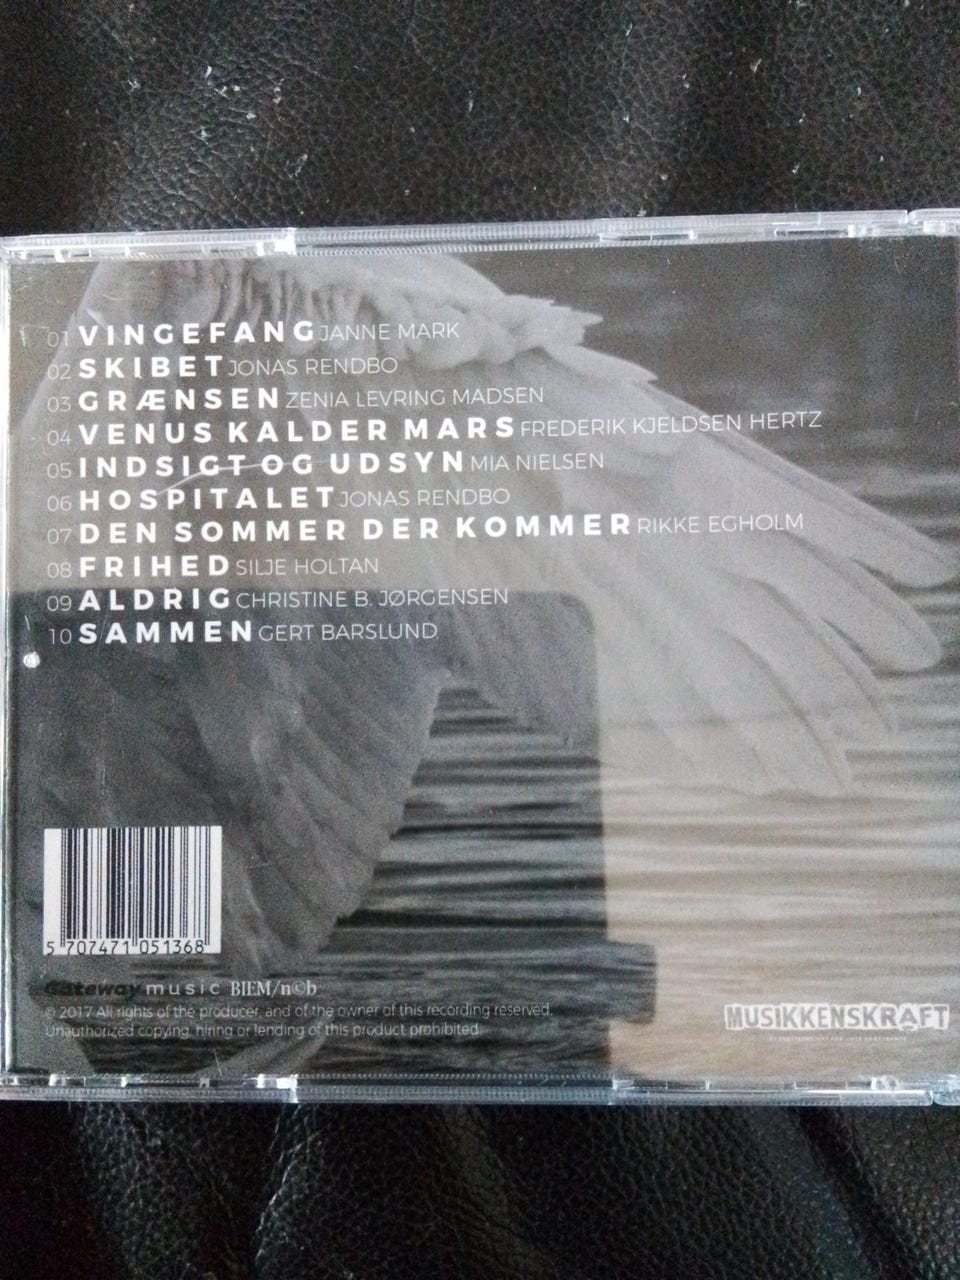 01 VINGEFANG JANNE MARK
02 SKIBET JONAS RENDBO
03 GRÆNSEN ZENIA LEVRING MADSEN
04 VENUS KALDER MARS FREDERIK KJELDSEN HERTZ
05 INDSIGT OG UDSYN MIA NIELSEN
06 HOSPITALET JONAS RENDBO
07 DEN SOMMER DER KOMMER RIKKE EGHOLM
08 FRIHED SILJE HOLTAN
09 ALDRIG CHRISTINE B. JØRGENSEN
10 SAMMEN GERT BARSLUND
5 707471 051368
Gateway music BIEM/n©b
© 2017 All rights of the producer, and of the owner of this recording reserved.
Unauthorized copying, hiring or lending of this product prohibited.
MUSIKKENSKRAFT